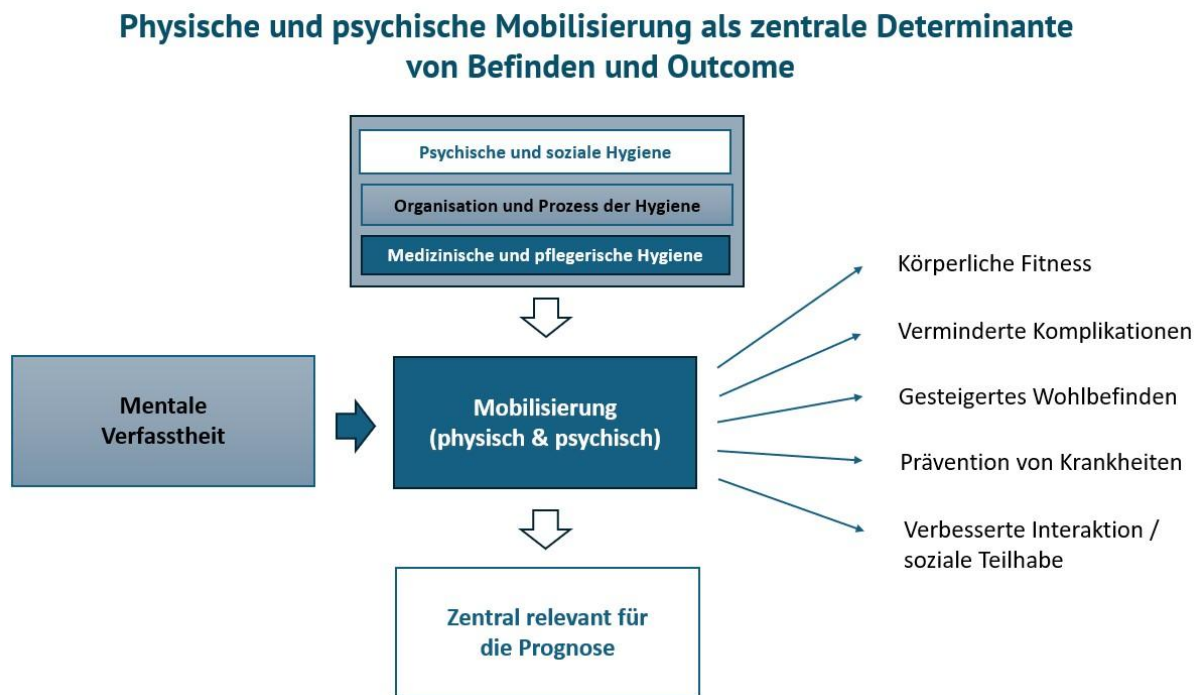 Physische und psychische Mobilisierung als zentrale Determinante
von Befinden und Outcome
Psychische und soziale Hygiene
Organisation und Prozess der Hygiene
Medizinische und pflegerische Hygiene
Mentale
Verfasstheit
Mobilisierung
(physisch & psychisch)
Körperliche Fitness
Verminderte Komplikationen
Gesteigertes Wohlbefinden
Prävention von Krankheiten
Verbesserte Interaktion /
soziale Teilhabe
Zentral relevant für
die Prognose